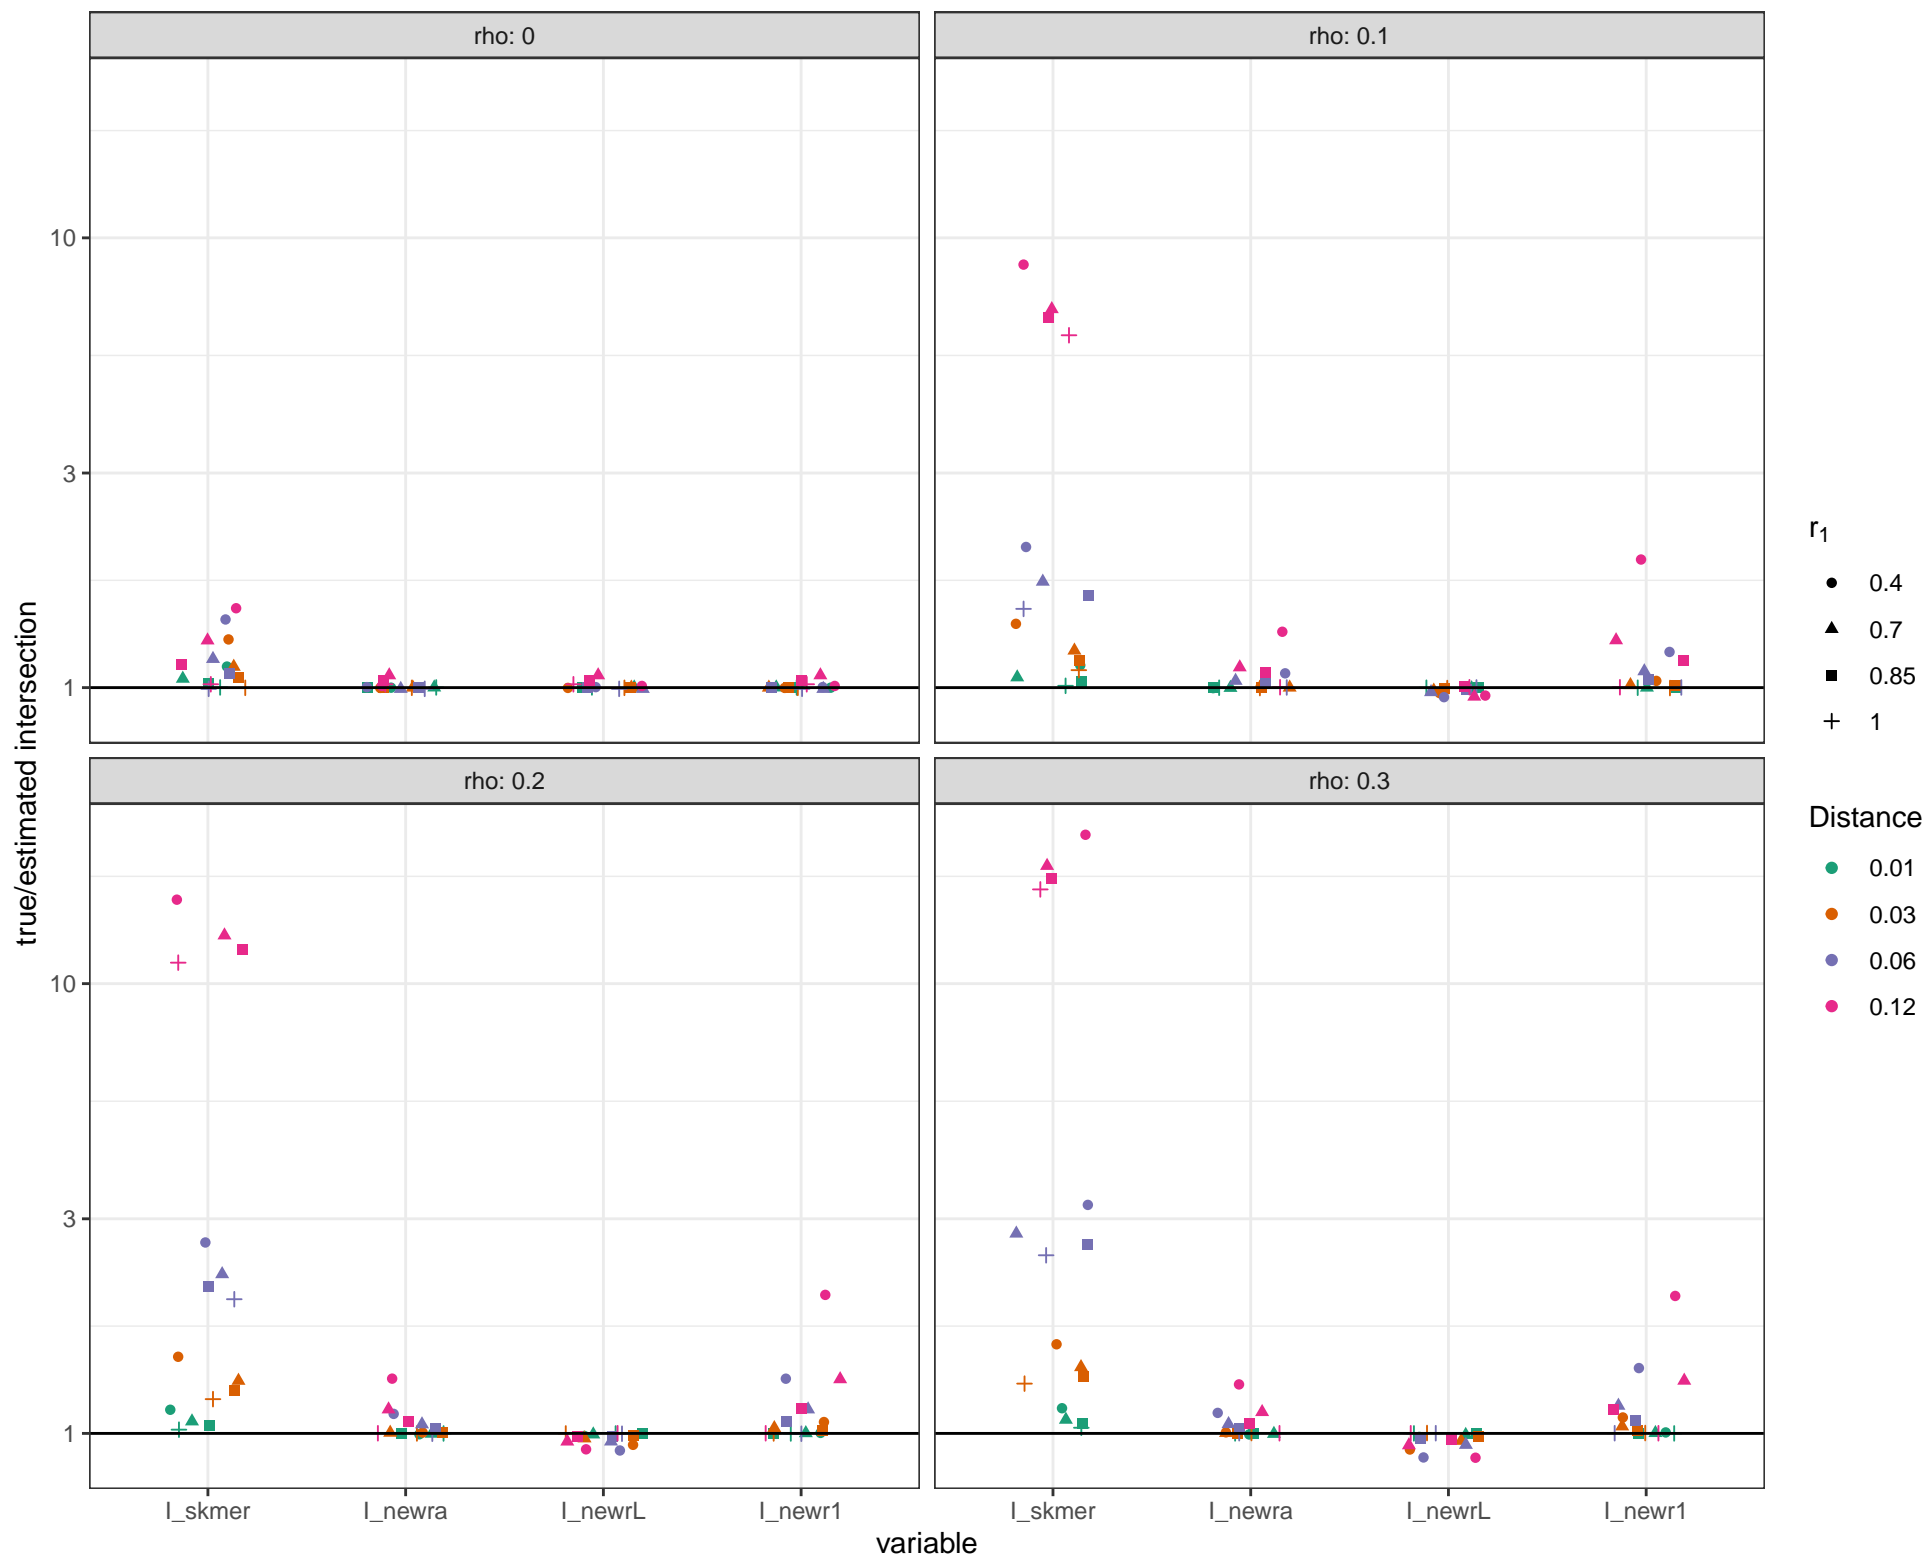 rho: 0
rho: 0.1
10
3
1
rho: 0.2
rho: 0.3
10
3
1
I_skmer
I_newra
I_newrL
I_newr1
I_skmer
I_newra
I_newrL
I_newr1
variable
true/estimated intersection
r₁
0.4
0.7
0.85
1
Distance
0.01
0.03
0.06
0.12